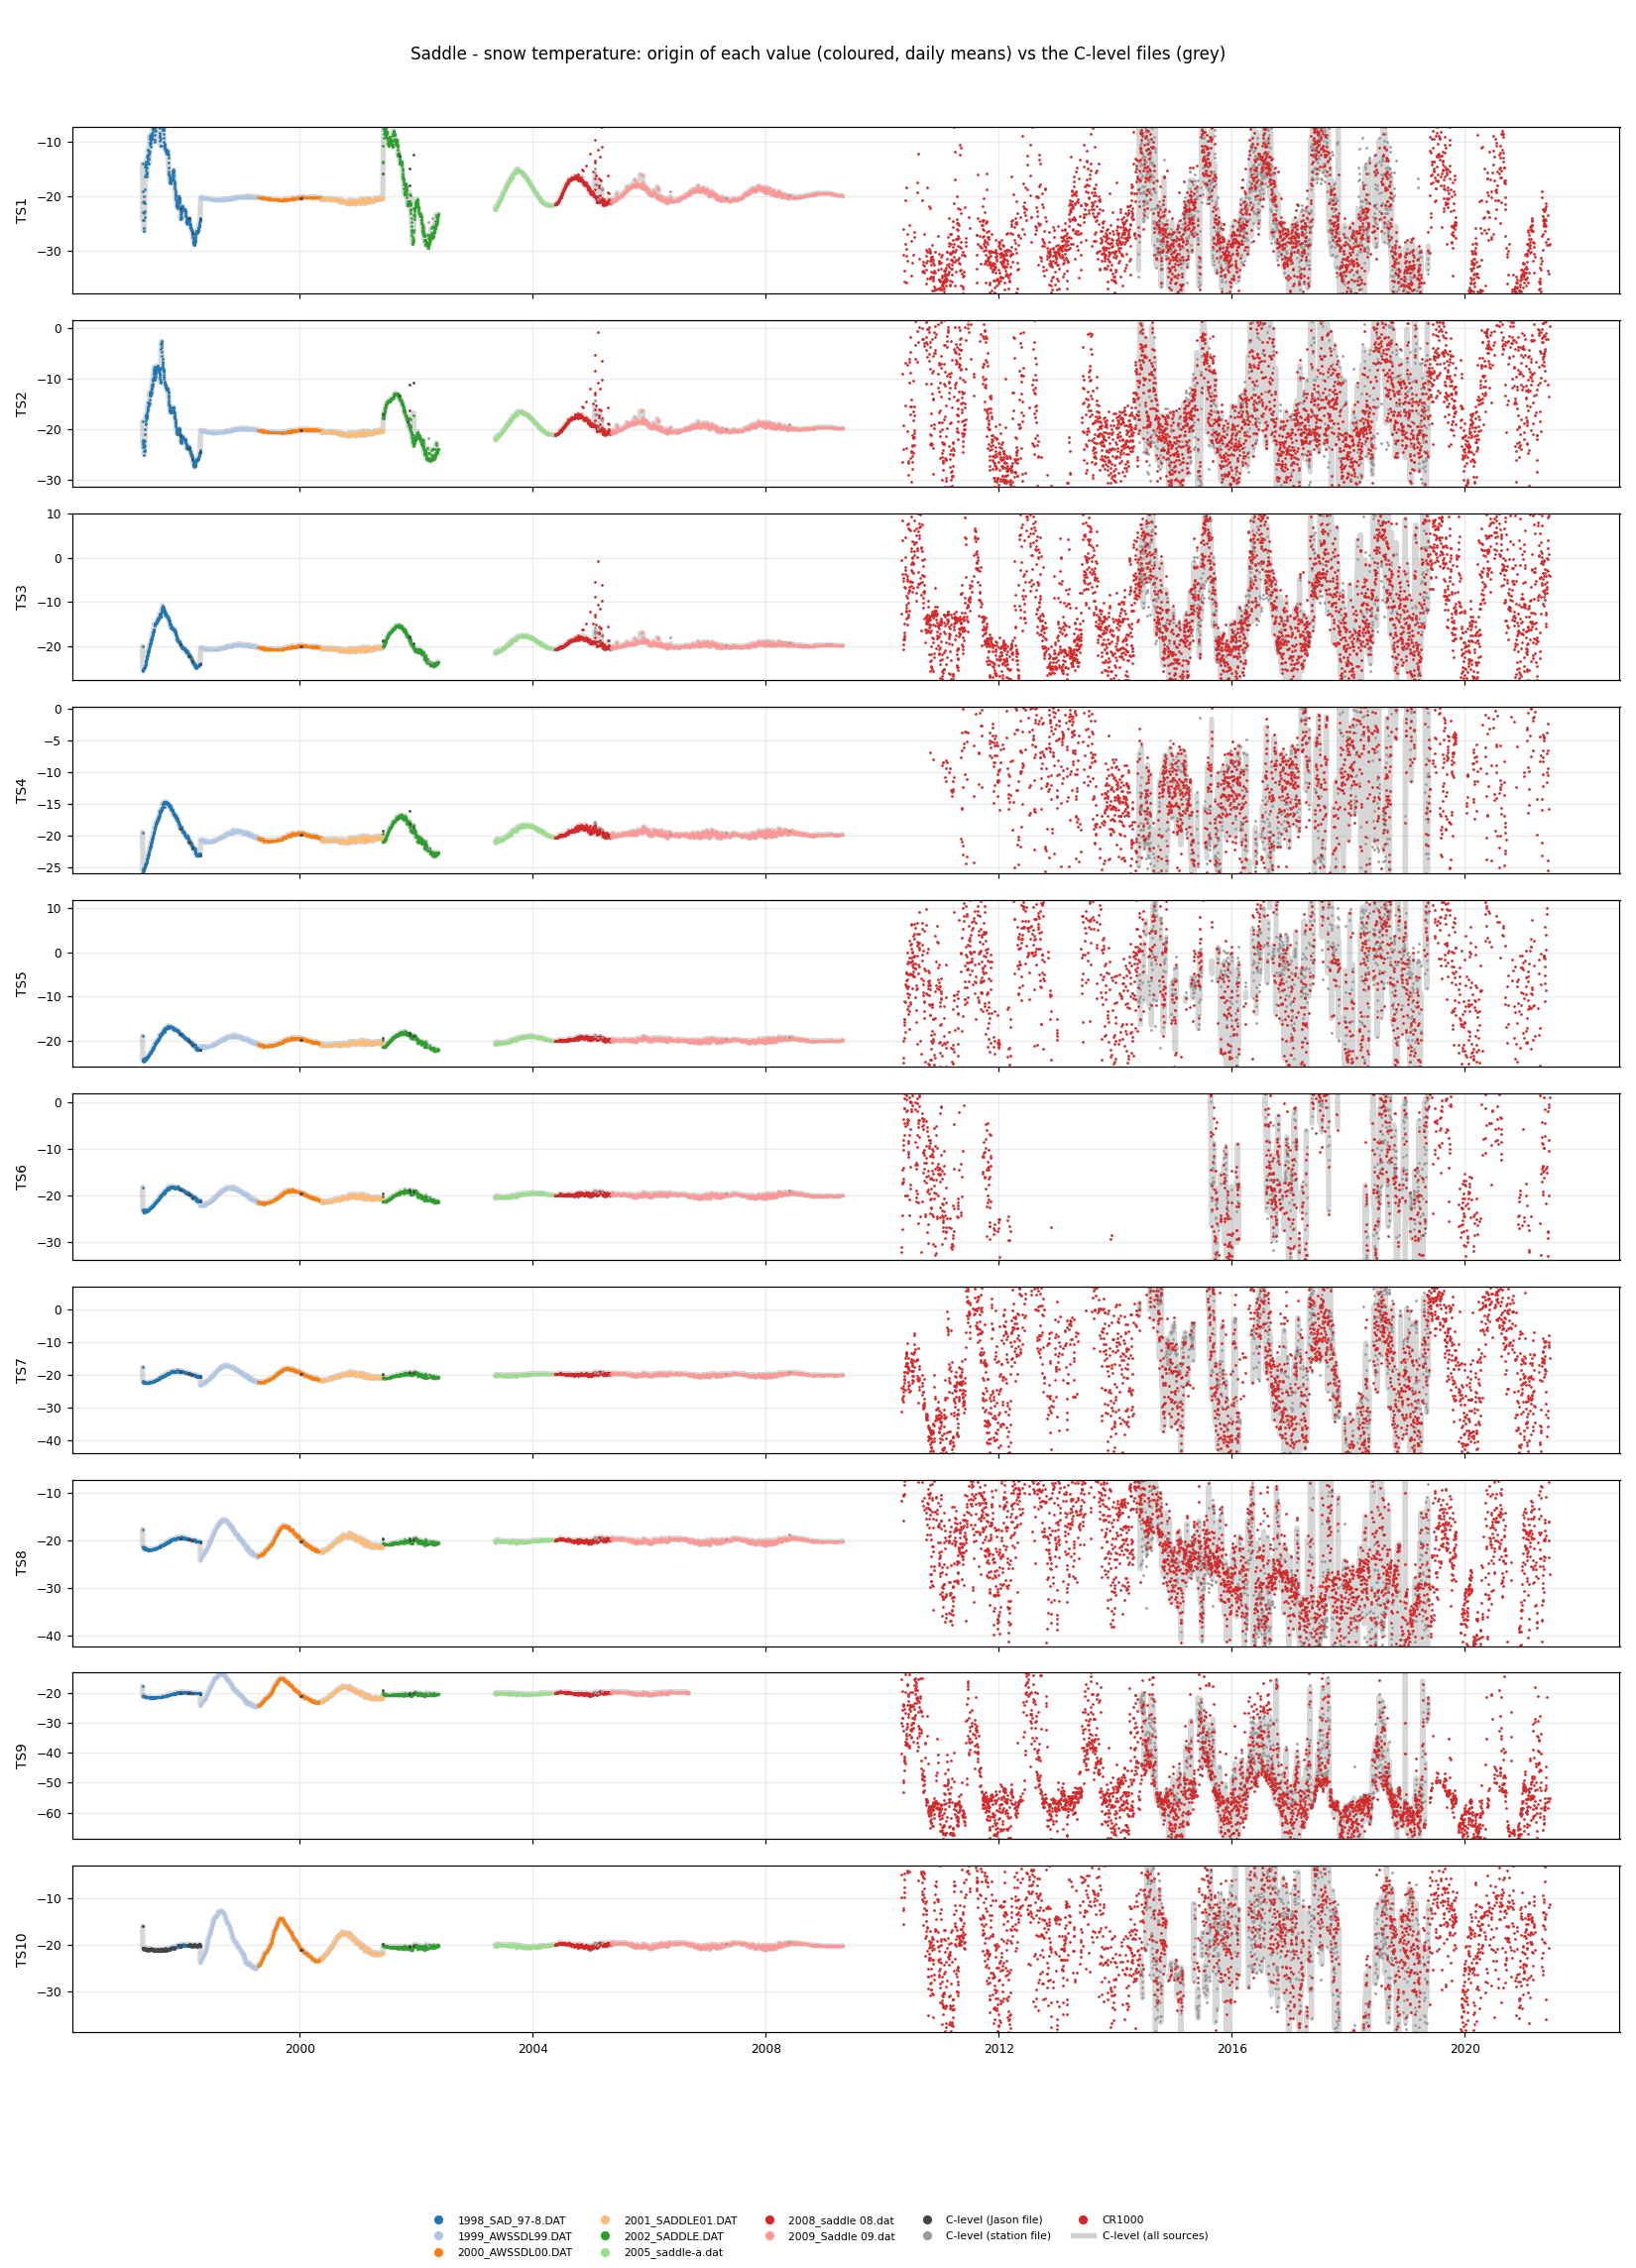 Saddle - snow temperature: origin of each value (coloured, daily means) vs the C-level files (grey)
TS1
−10
−20
−30
TS2
0
−10
−20
−30
TS3
10
0
−10
−20
TS4
0
−5
−10
−15
−20
−25
TS5
10
0
−10
−20
TS6
0
−10
−20
−30
TS7
0
−10
−20
−30
−40
TS8
−10
−20
−30
−40
TS9
−20
−30
−40
−50
−60
TS10
−10
−20
−30
2000 2004 2008 2012 2016 2020
1998_SAD_97-8.DAT 2001_SADDLE01.DAT 2008_saddle 08.dat C-level (Jason file) CR1000
1999_AWSSDL99.DAT 2002_SADDLE.DAT 2009_Saddle 09.dat C-level (station file) C-level (all sources)
2000_AWSSDL00.DAT 2005_saddle-a.dat